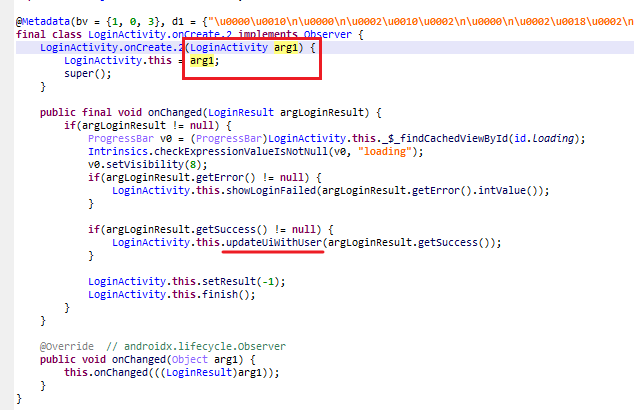 @Metadata(bv = {1, 0, 3}, d1 = {"\u0000\u0010\n\u0000\n\u0002\u0010\u0002\n\u0000\n\u0002\u0018\u0002\n
final class LoginActivity.onCreate.2 implements Observer {
    LoginActivity.onCreate.2(LoginActivity arg1) {
        LoginActivity.this = arg1;
        super();
    }

    public final void onChanged(LoginResult argLoginResult) {
        if(argLoginResult != null) {
            ProgressBar v0 = (ProgressBar)LoginActivity.this._$_findCachedViewById(id.loading);
            Intrinsics.checkExpressionValueIsNotNull(v0, "loading");
            v0.setVisibility(8);
            if(argLoginResult.getError() != null) {
                LoginActivity.this.showLoginFailed(argLoginResult.getError().intValue());
            }

            if(argLoginResult.getSuccess() != null) {
                LoginActivity.this.updateUiWithUser(argLoginResult.getSuccess());
            }

            LoginActivity.this.setResult(-1);
            LoginActivity.this.finish();
        }
    }

    @Override  // androidx.lifecycle.Observer
    public void onChanged(Object arg1) {
        this.onChanged(((LoginResult)arg1));
    }
}